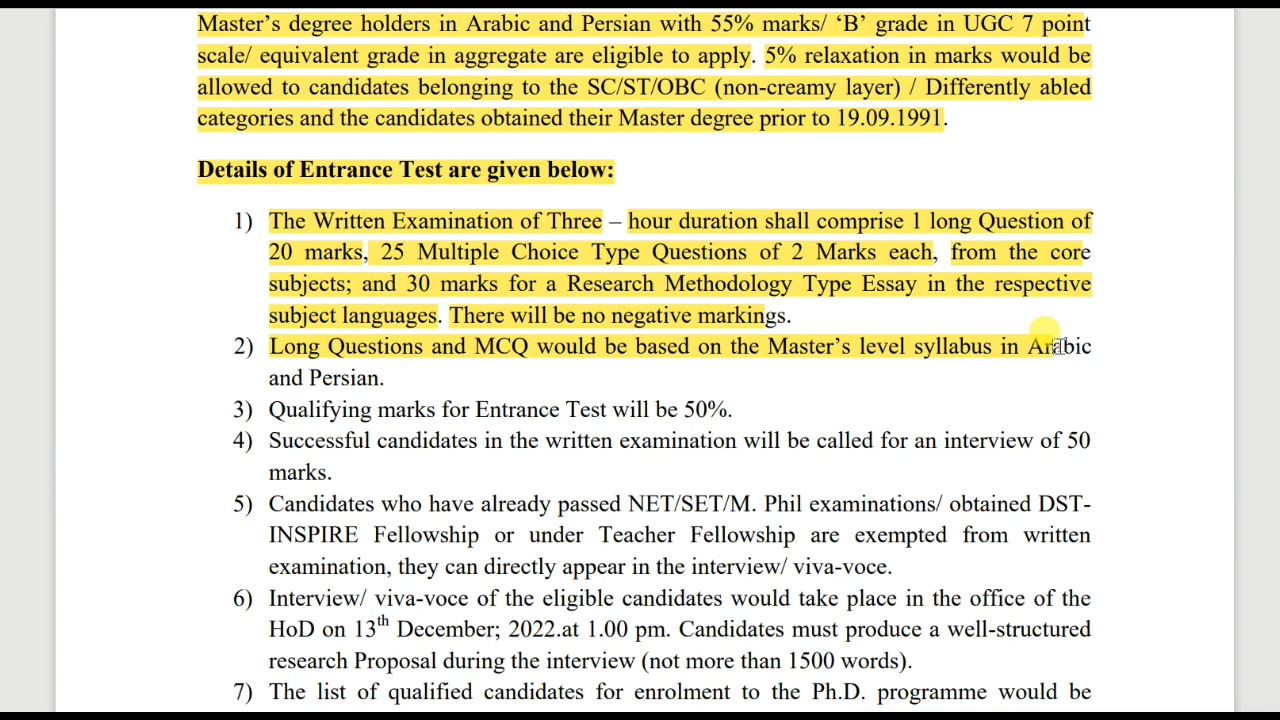 Master’s degree holders in Arabic and Persian with 55% marks/ ‘B’ grade in UGC 7 point
scale/ equivalent grade in aggregate are eligible to apply. 5% relaxation in marks would be
allowed to candidates belonging to the SC/ST/OBC (non-creamy layer) / Differently abled
categories and the candidates obtained their Master degree prior to 19.09.1991.
Details of Entrance Test are given below:
1) The Written Examination of Three – hour duration shall comprise 1 long Question of
20 marks, 25 Multiple Choice Type Questions of 2 Marks each, from the core
subjects; and 30 marks for a Research Methodology Type Essay in the respective
subject languages. There will be no negative markings.
2) Long Questions and MCQ would be based on the Master’s level syllabus in Arabic
and Persian.
3) Qualifying marks for Entrance Test will be 50%.
4) Successful candidates in the written examination will be called for an interview of 50
marks.
5) Candidates who have already passed NET/SET/M. Phil examinations/ obtained DST-
INSPIRE Fellowship or under Teacher Fellowship are exempted from written
examination, they can directly appear in the interview/ viva-voce.
6) Interview/ viva-voce of the eligible candidates would take place in the office of the
HoD on 13th December; 2022.at 1.00 pm. Candidates must produce a well-structured
research Proposal during the interview (not more than 1500 words).
7) The list of qualified candidates for enrolment to the Ph.D. programme would be